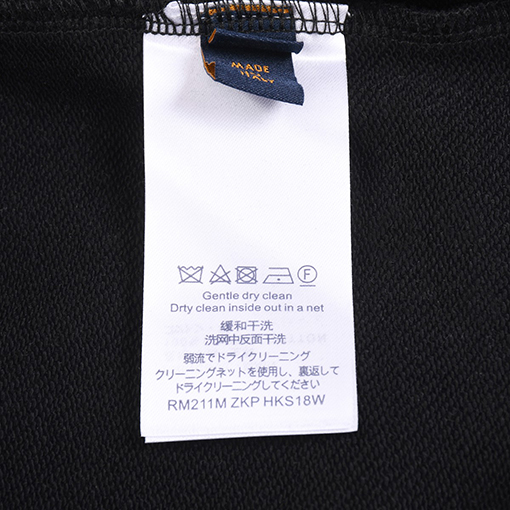 MADE
ITALY
F
Gentle dry clean
Drty clean inside out in a net
缓和干洗
洗网中反面干洗
弱流でドライクリーニング
クリーニングネットを使用し、裏返して
ドライクリーニングしてください
RM211M ZKP HKS18W